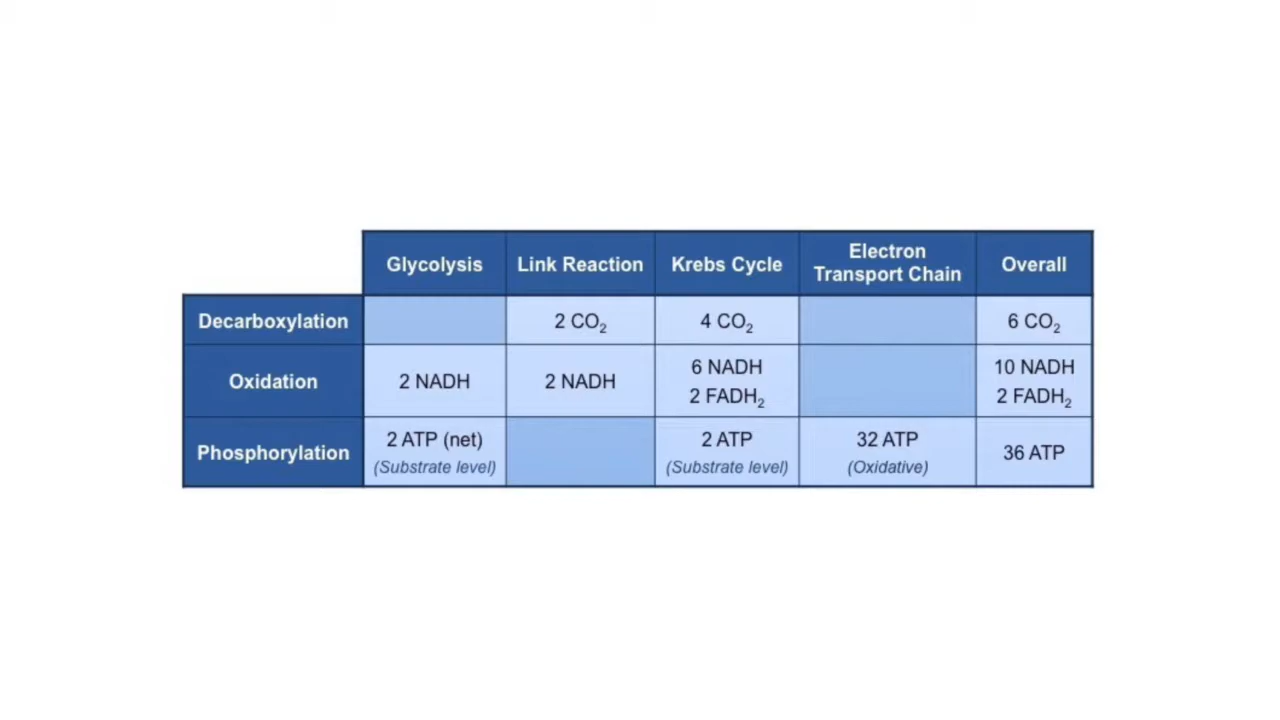 Glycolysis Link Reaction Krebs Cycle Electron Transport Chain Overall
Decarboxylation 2 CO₂ 4 CO₂ 6 CO₂
Oxidation 2 NADH 2 NADH 6 NADH 2 FADH₂ 10 NADH 2 FADH₂
Phosphorylation 2 ATP (net) (Substrate level) 2 ATP (Substrate level) 32 ATP (Oxidative) 36 ATP